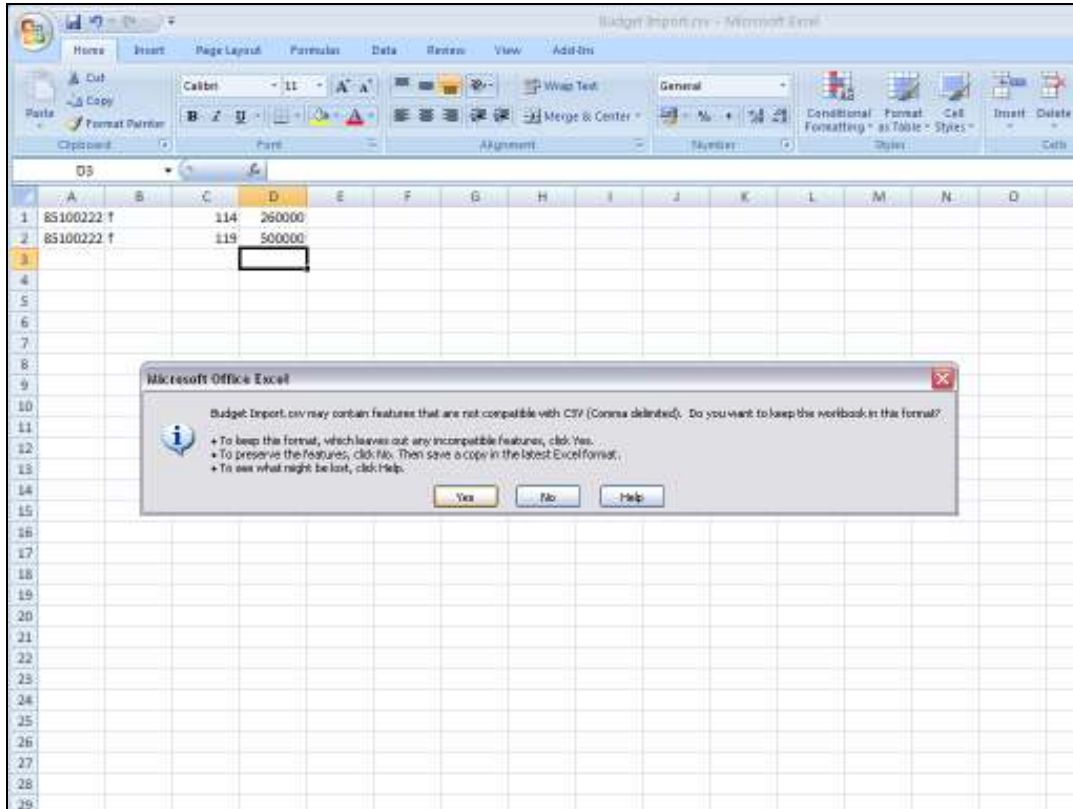 Budget Import.csv - Microsoft Excel
Home Insert Page Layout Formulas Data Review View Add-Ins
Cut
Copy
Format Painter
Paste
Calibri 11 A A
Wrap Text
General
B I U
A
Merge & Center
% ,
Conditional Formatting
Format as Table
Cell Styles
Insert
Delete
Clipboard Font Alignment Number Styles Cells
D3 fx
A B C D E F G H I J K L M N O
1 85100222 f 114 260000
2 85100222 f 119 500000
3
4
5
6
7
8
Microsoft Office Excel
9
10
Budget Import.csv may contain features that are not compatible with CSV (Comma delimited). Do you want to keep the workbook in this format?
11
• To keep this format, which leaves out any incompatible features, click Yes.
12
• To preserve the features, click No. Then save a copy in the latest Excel format.
13
• To see what might be lost, click Help.
14
Yes No Help
15
16
17
18
19
20
21
22
23
24
25
26
27
28
29